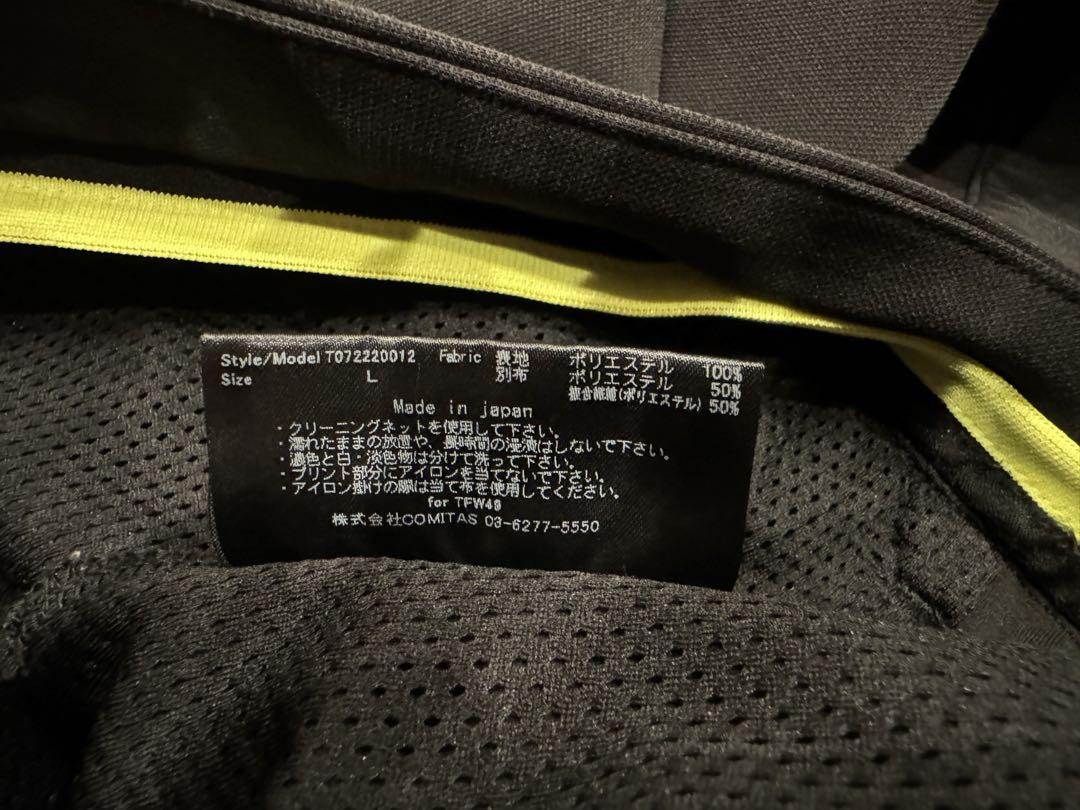 Style/Model T072220012 Fabric 表地 ポリエステル 100%
Size L 別布 ポリエステル 50%
複合繊維(ポリエステル) 50%
Made in japan
・クリーニングネットを使用して下さい。
・濡れたままの放置や、長時間の浸漬はしないで下さい。
・濃色と白・淡色物は分けて洗って下さい。
・プリント部分にアイロンを当てないで下さい。
・アイロン掛けの際は当て布を使用してください。
for TFW49
株式会社COMITAS 03-6277-5550